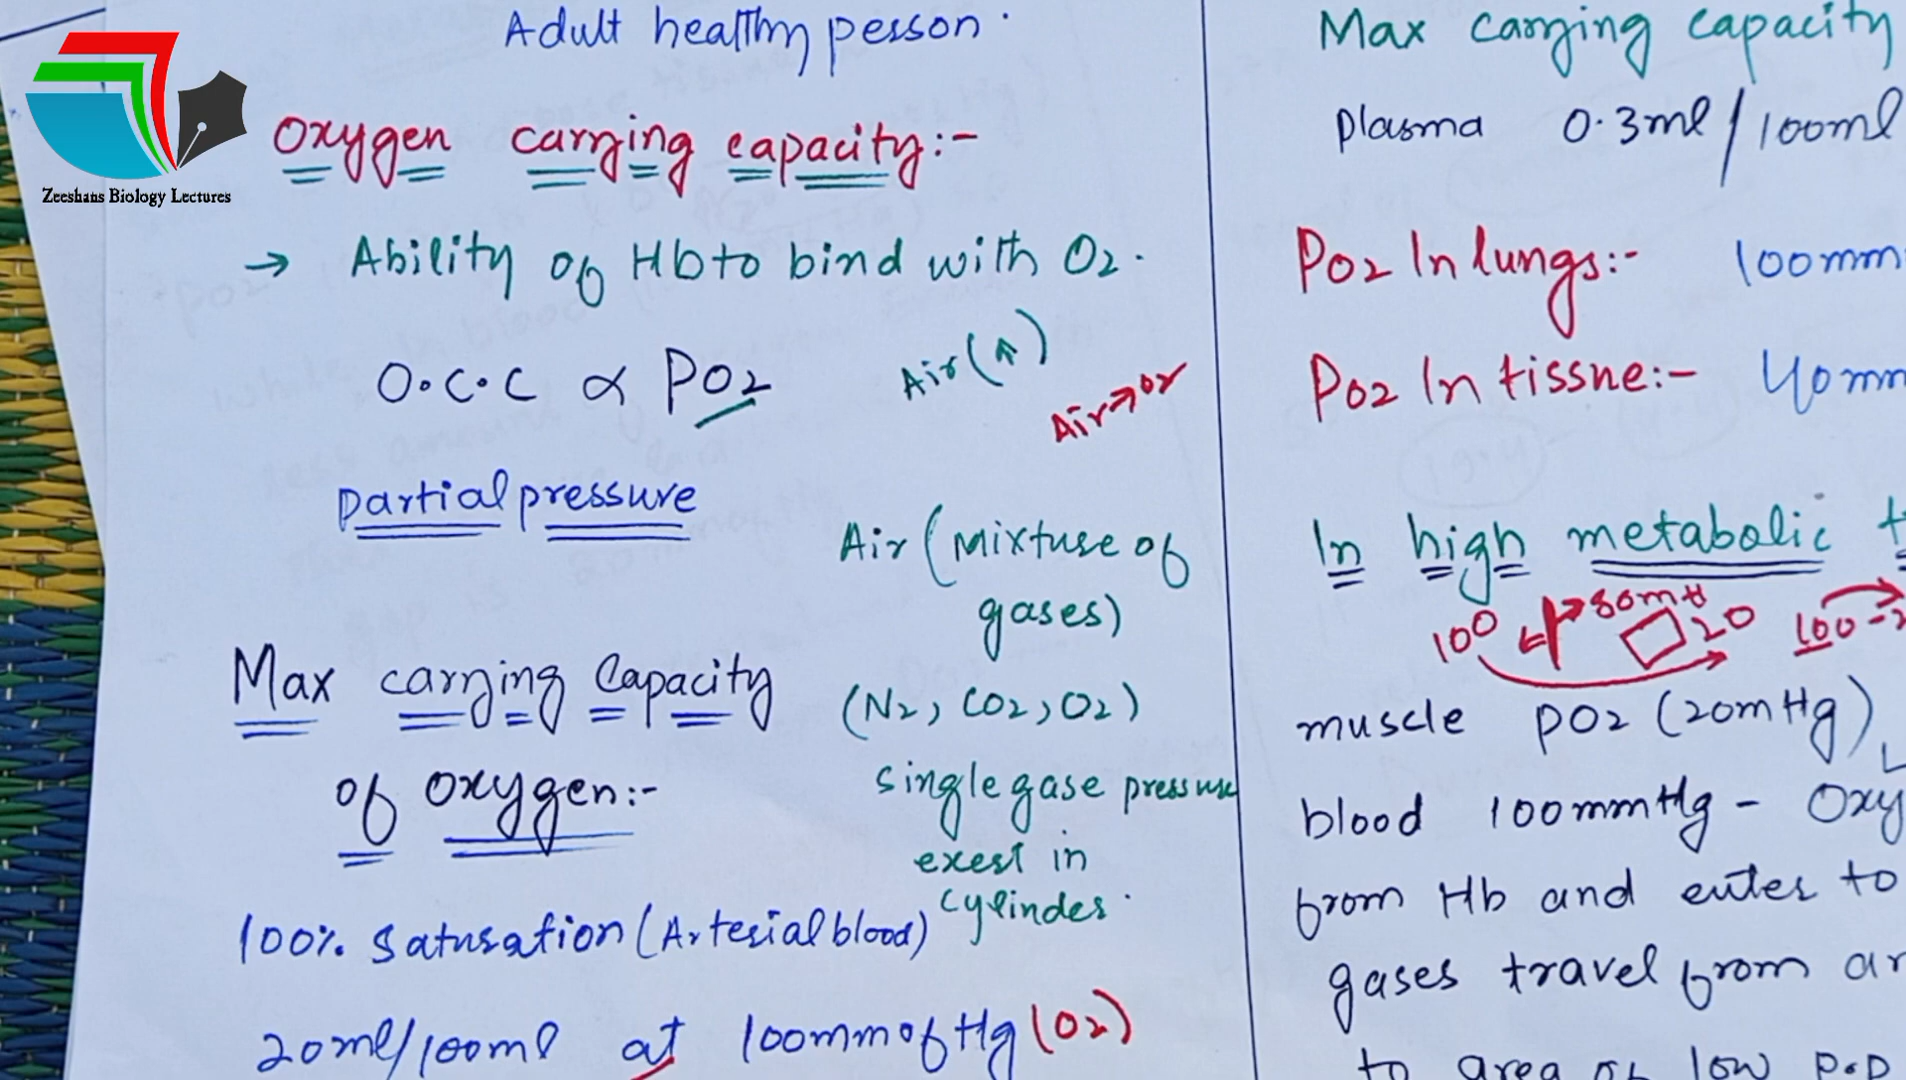 Adult healthy person.
Zeeshans Biology Lectures
Oxygen carrying capacity:-
→ Ability of Hb to bind with O2.
O.C.C ∝ PO2
Air (↑)
Air → O2
Partial pressure
Air (Mixture of
gases)
(N2, CO2, O2)
single gase pressure
exest in
cylinder.
Max carrying Capacity
of oxygen:-
100% saturation (Arterial blood)
20ml/100ml at 100mm of Hg (O2)
Max carrying capacity
plasma 0.3ml/100ml
PO2 In lungs:- 100mm
PO2 In tissue:- 40mm
In high metabolic
100 80mH 20 100-2
muscle PO2 (20mHg)
blood 100mmHg - Oxy
from Hb and enter to
gases travel from ar
to area of low P.P